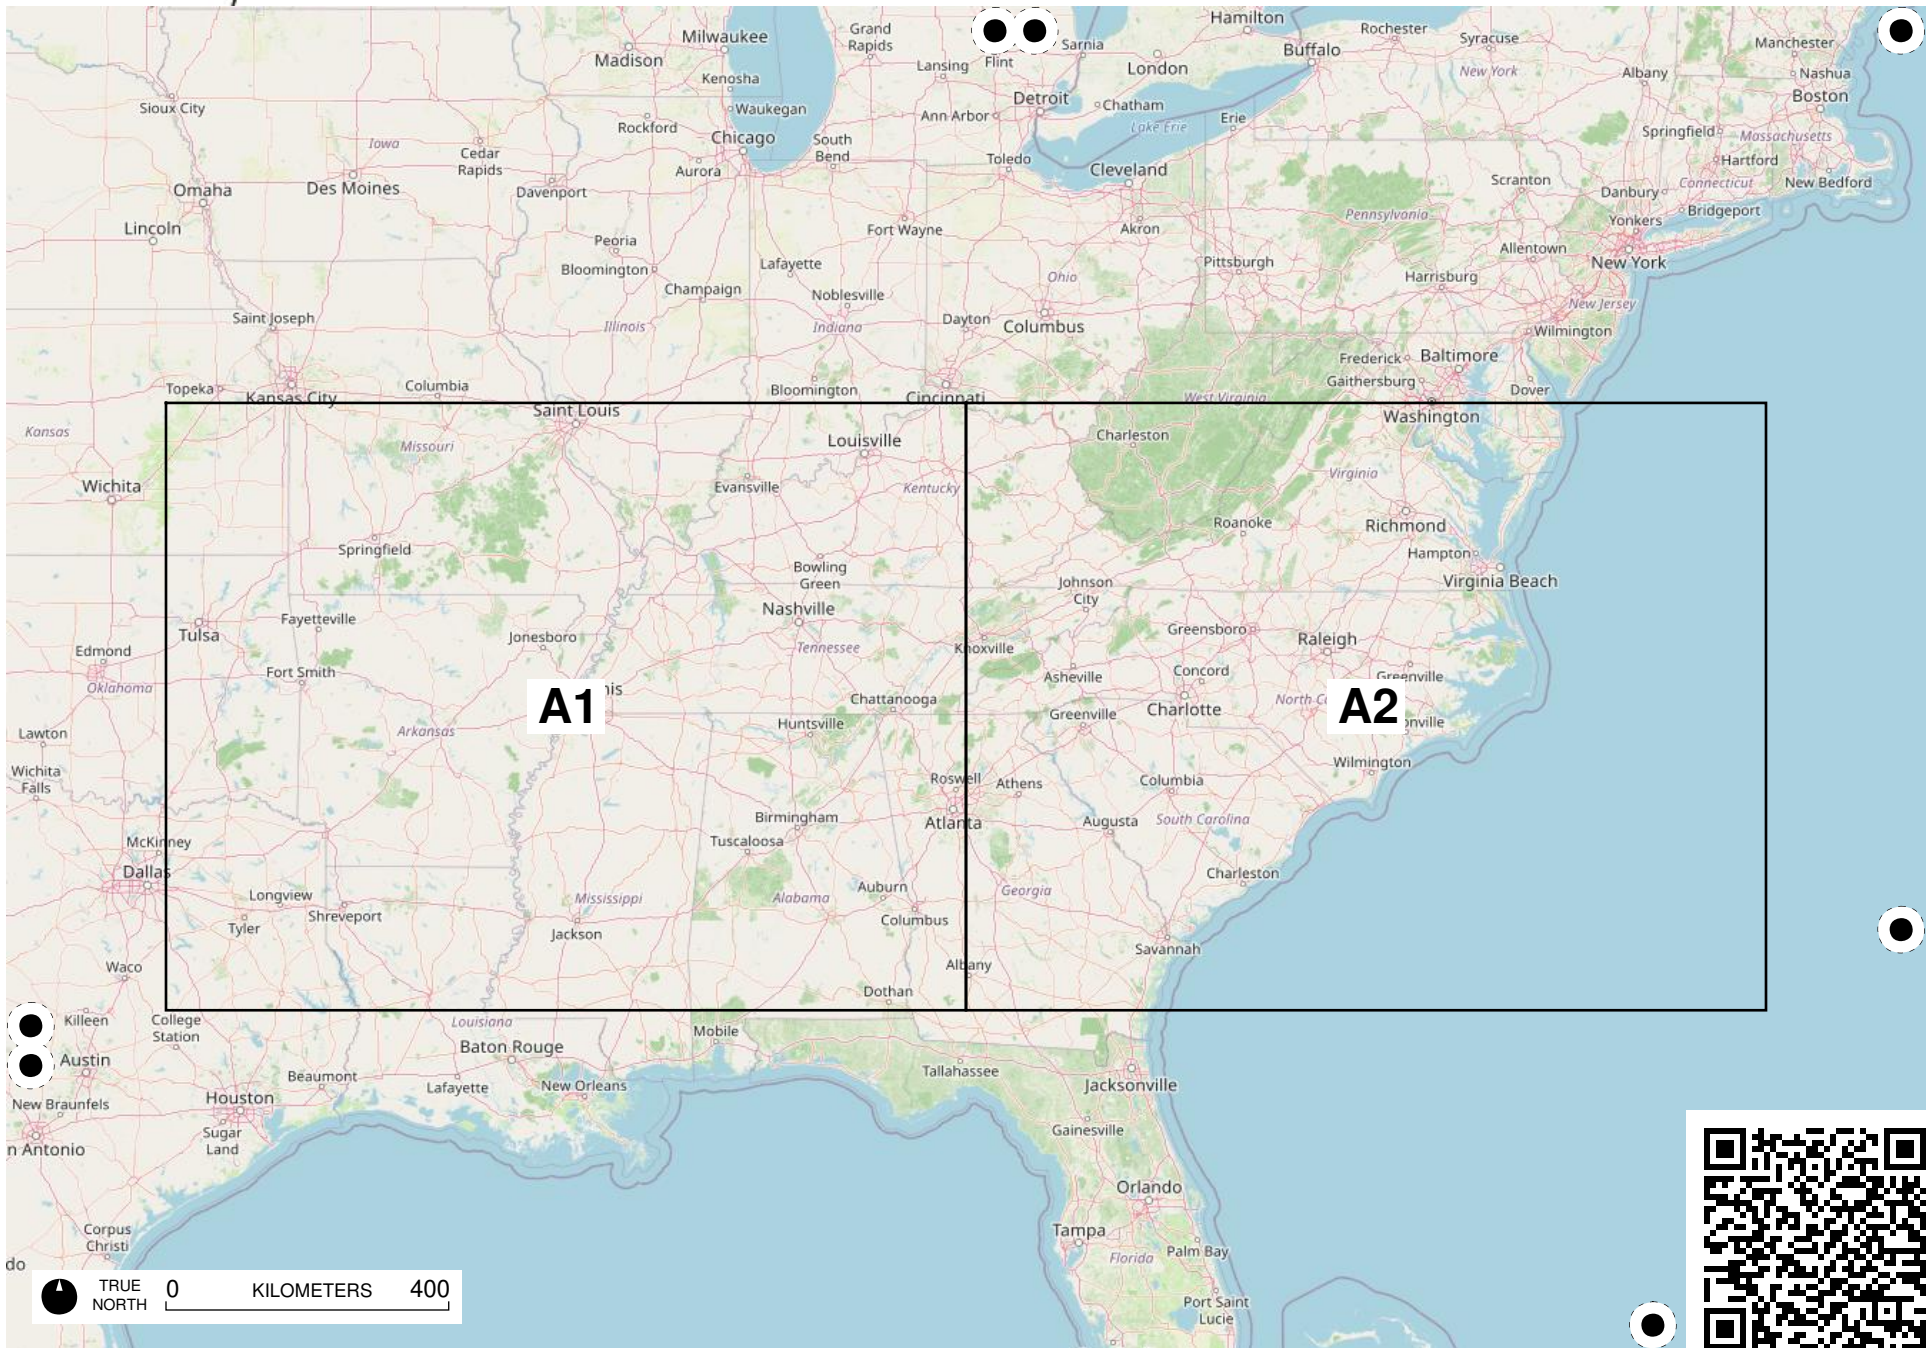 Hamilton
Milwaukee
Grand
Rapids
Rochester
Syracuse
Manchester
Madison
Sarnia
Buffalo
Lansing
Flint
London
New York
Albany
Nashua
Kenosha
Sioux City
Waukegan
Detroit
Chatham
Boston
Ann Arbor
Erie
Lake Erie
Rockford
Chicago
South
Bend
Springfield
Massachusetts
Iowa
Cedar
Rapids
Aurora
Toledo
Cleveland
Hartford
Omaha
Des Moines
Davenport
Scranton
Danbury
Connecticut
New Bedford
Lincoln
Fort Wayne
Akron
Pennsylvania
Yonkers
Bridgeport
Peoria
Bloomington
Lafayette
Allentown
New York
Pittsburgh
Harrisburg
Ohio
Champaign
Noblesville
New Jersey
Saint Joseph
Illinois
Indiana
Dayton
Columbus
Wilmington
Frederick
Baltimore
Topeka
Kansas City
Columbia
Bloomington
Cincinnati
Gaithersburg
Dover
West Virginia
Saint Louis
Washington
Kansas
Missouri
Louisville
Charleston
Wichita
Evansville
Kentucky
Virginia
Roanoke
Richmond
Springfield
Bowling
Green
Hampton
Virginia Beach
Johnson
City
Nashville
Tulsa
Fayetteville
Jonesboro
Tennessee
Knoxville
Greensboro
Raleigh
Edmond
Oklahoma
Fort Smith
nis
A1
Asheville
Concord
Greenville
Chattanooga
North C
A2
Greenville
Charlotte
onville
Lawton
Arkansas
Huntsville
Wilmington
Wichita
Falls
Roswell
Athens
Columbia
Birmingham
Atlanta
Augusta
South Carolina
McKinney
Tuscaloosa
Dallas
Longview
Auburn
Georgia
Charleston
Shreveport
Mississippi
Alabama
Tyler
Jackson
Columbus
Savannah
Waco
Albany
Dothan
Killeen
College
Station
Louisiana
Mobile
Austin
Baton Rouge
Tallahassee
Beaumont
Lafayette
New Orleans
Jacksonville
New Braunfels
Houston
Sugar
Land
Gainesville
n Antonio
Orlando
Corpus
Christi
Tampa
Palm Bay
Florida
do
TRUE
NORTH
0 KILOMETERS 400
Port Saint
Lucie